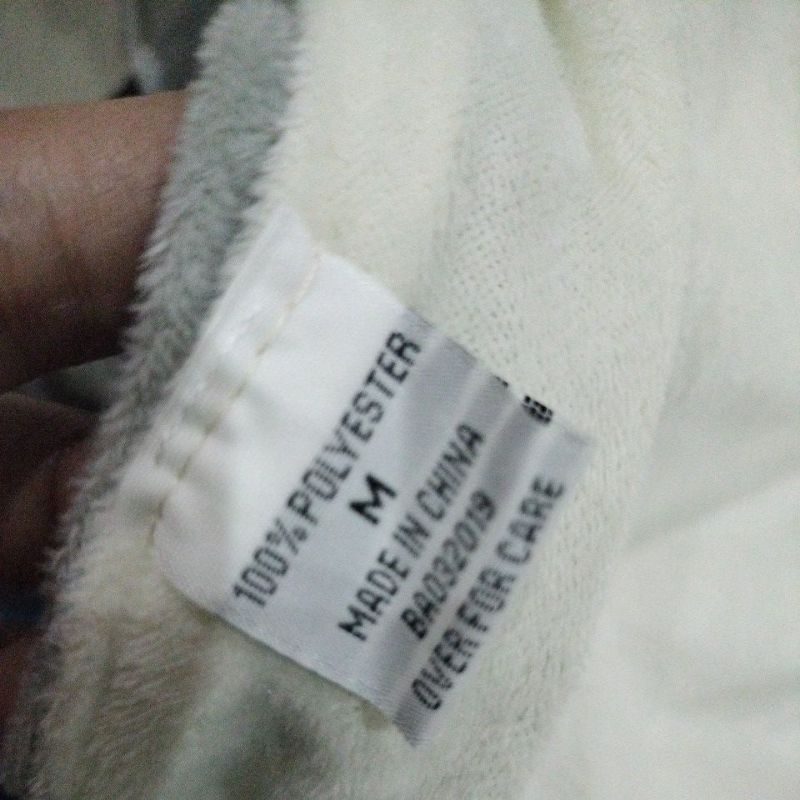 100% POLYESTER
M
MADE IN CHINA
BA032019
OVER FOR CARE